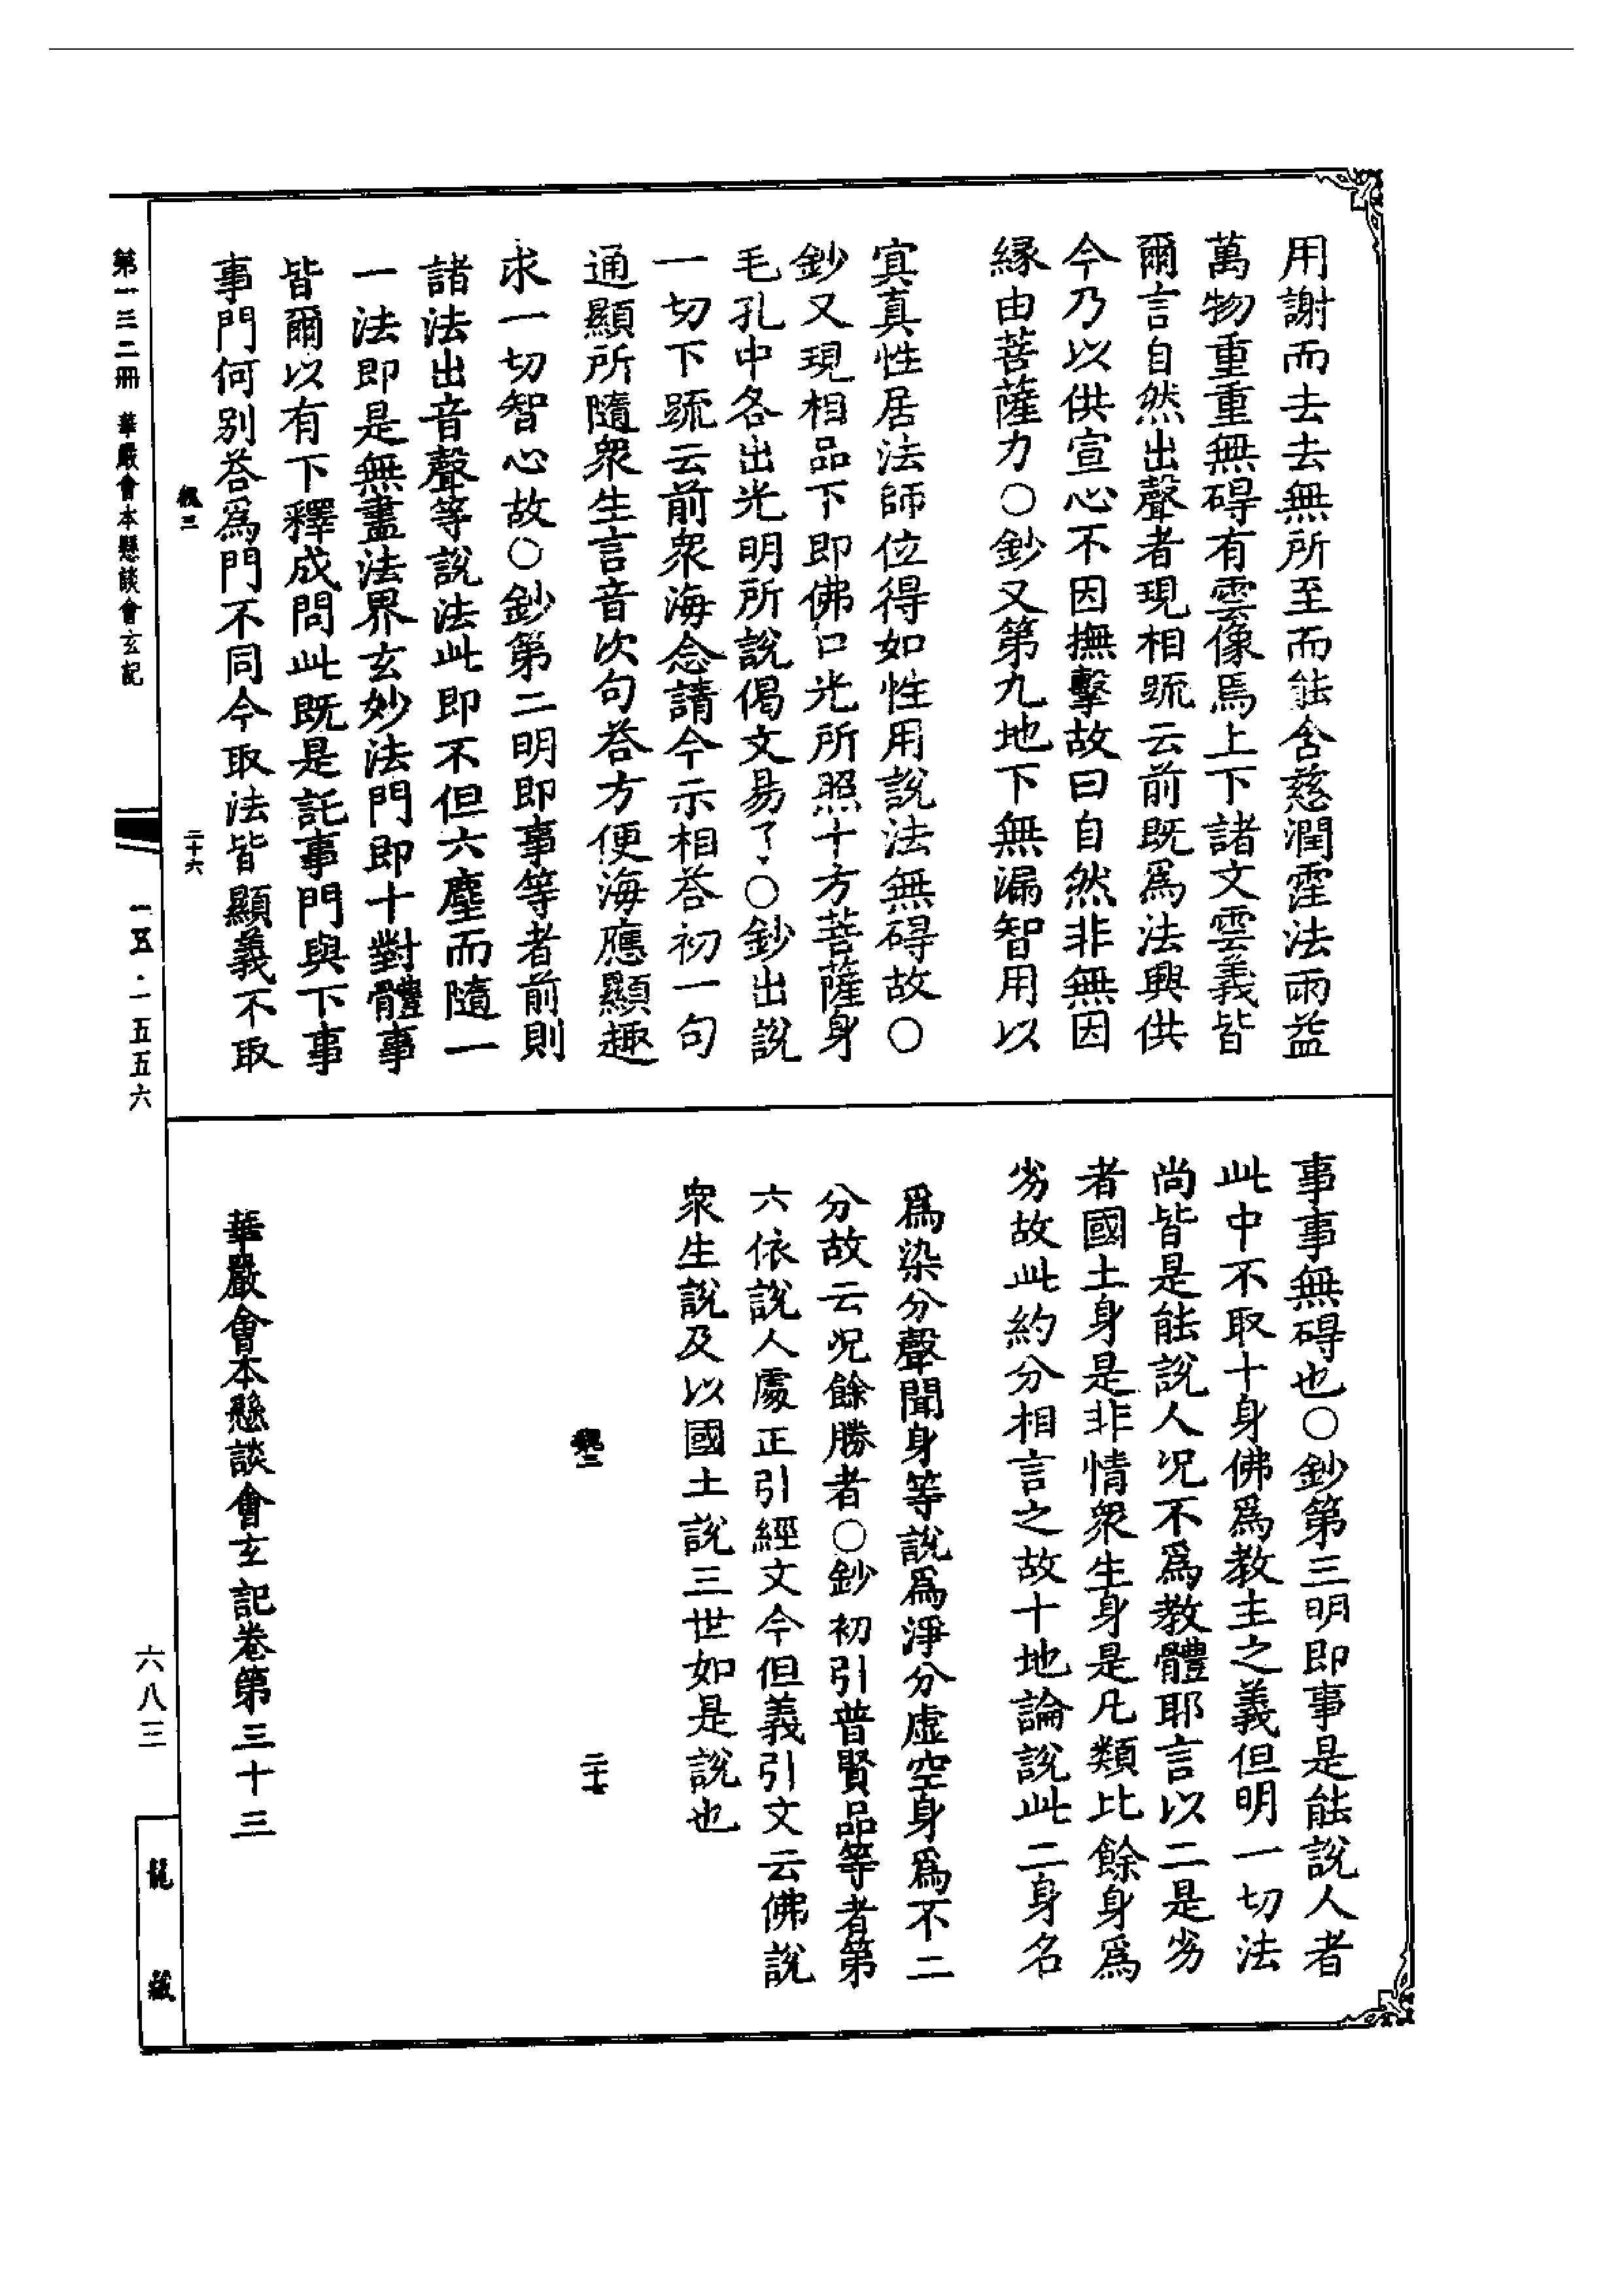 用謝而去去無所至而能含慈潤霔法雨益
萬物重重無碍有雲像焉上下諸文雲義皆
爾言自然出聲者現相䟽云前既爲法興供
今乃以供宣心不因撫擊故曰自然非無因
緣由菩薩力○鈔又第九地下無漏智用以
寘真性居法師位得如性用說法無碍故○
鈔又現相品下即佛口光所照十方菩薩身
毛孔中各出光明所說偈文易了○鈔出說
一切下䟽云前衆海念請今示相荅初一句
通顯所隨衆生言音次句荅方便海應顯趣
求一切智心故○鈔第二明即事等者前則
諸法出音聲等說法此即不但六塵而隨一
一法即是無盡法界玄妙法門即十對體事
皆爾以有下釋成問此既是託事門與下事
事門何别荅爲門不同今取法皆顯義不取
魏三
二十六
第一三二冊
華嚴會本懸談會玄記
一五·一五五六
事事無碍也○鈔第三明即事是能說人者
此中不取十身佛爲教主之義但明一切法
尚皆是能說人况不爲教體耶言以二是劣
者國土身是非情衆生身是凡類比餘身爲
劣故此約分相言之故十地論說此二身名
爲染分聲聞身等說爲淨分虛空身爲不二
分故云况餘勝者○鈔初引普賢品等者第
六依說人處正引經文今但義引文云佛說
衆生說及以國土說三世如是說也
魏三
二十七
華嚴會本懸談會玄記卷第三十三
六八三
龍藏